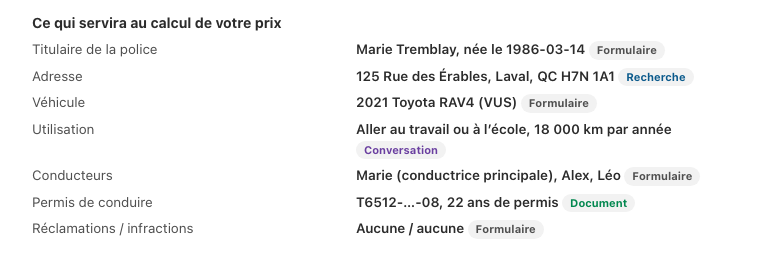 Ce qui servira au calcul de votre prix
Titulaire de la police Marie Tremblay, née le 1986-03-14 Formulaire
Adresse 125 Rue des Érables, Laval, QC H7N 1A1 Recherche
Véhicule 2021 Toyota RAV4 (VUS) Formulaire
Utilisation Aller au travail ou à l’école, 18 000 km par année
Conversation
Conducteurs Marie (conductrice principale), Alex, Léo Formulaire
Permis de conduire T6512-...-08, 22 ans de permis Document
Réclamations / infractions Aucune / aucune Formulaire